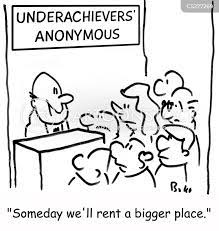 UNDERACHIEVERS'
ANONYMOUS
"Someday we'll rent a bigger place."